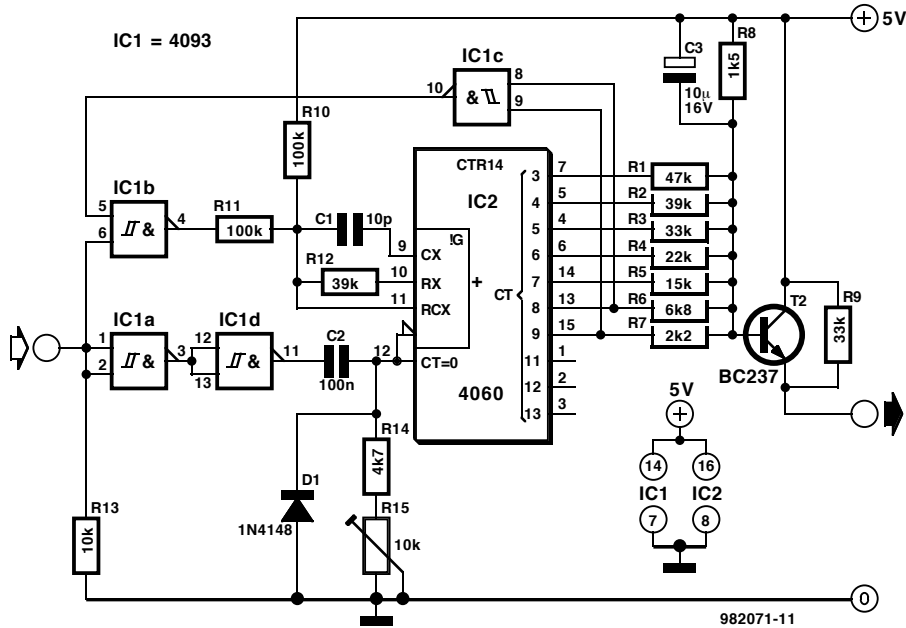 IC1 = 4093
5V
R8
1k5
C3
10µ
16V
IC1c
8
9
10
&
R10
100k
CTR14
IC2
IC1b
5
6
4
&
R11
100k
C1
10p
R12
39k
9
10
11
CX
RX
RCX
!G
+
CT
3
4
5
6
7
8
9
11
12
13
7
5
4
6
14
13
15
1
2
3
R1
47k
R2
39k
R3
33k
R4
22k
R5
15k
R6
6k8
R7
2k2
T2
R9
33k
BC237
IC1a
1
2
3
&
IC1d
12
13
11
&
C2
100n
12
CT=0
4060
5V
14
16
IC1
IC2
7
8
R14
4k7
D1
1N4148
R15
10k
R13
10k
0
982071-11